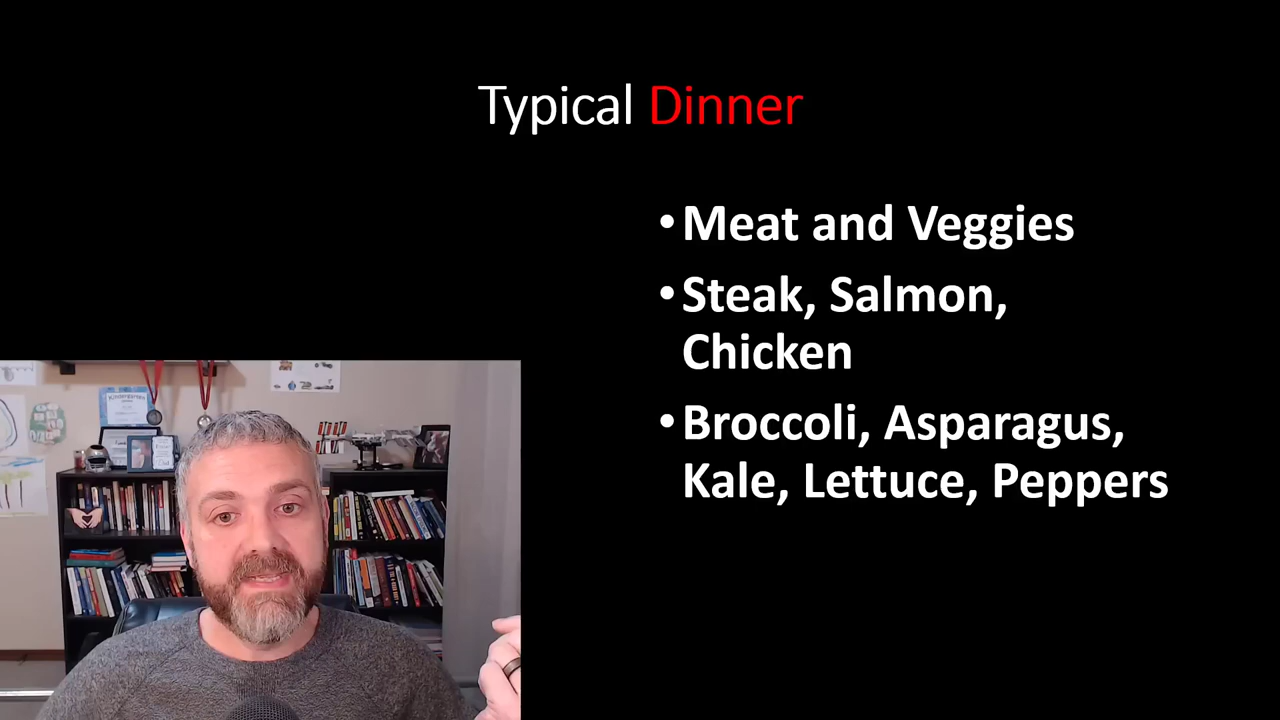 Typical Dinner
•Meat and Veggies
•Steak, Salmon,
Chicken
•Broccoli, Asparagus,
Kale, Lettuce, Peppers